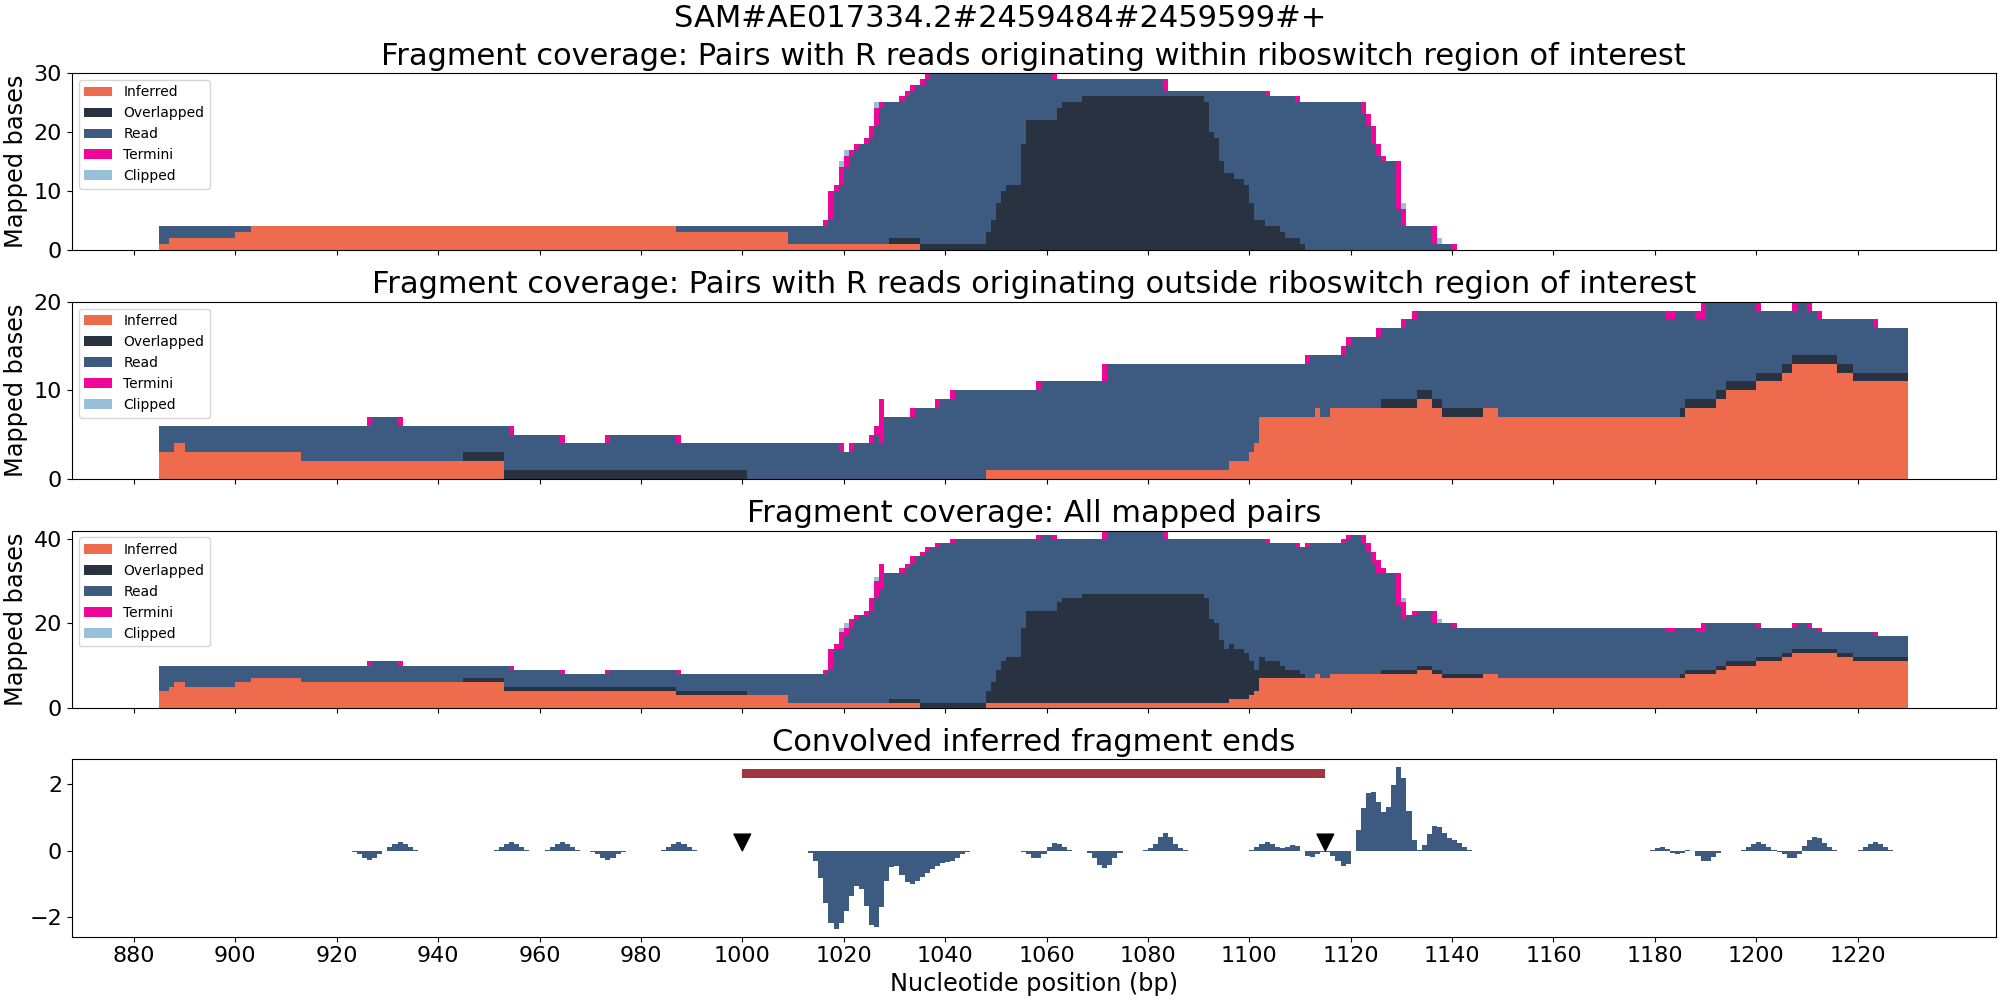 SAM#AE017334.2#2459484#2459599#+
Fragment coverage: Pairs with R reads originating within riboswitch region of interest
Mapped bases
30
20
10
0
Inferred
Overlapped
Read
Termini
Clipped
Fragment coverage: Pairs with R reads originating outside riboswitch region of interest
Mapped bases
20
10
0
Inferred
Overlapped
Read
Termini
Clipped
Fragment coverage: All mapped pairs
Mapped bases
40
20
0
Inferred
Overlapped
Read
Termini
Clipped
Convolved inferred fragment ends
2
0
−2
880 900 920 940 960 980 1000 1020 1040 1060 1080 1100 1120 1140 1160 1180 1200 1220
Nucleotide position (bp)